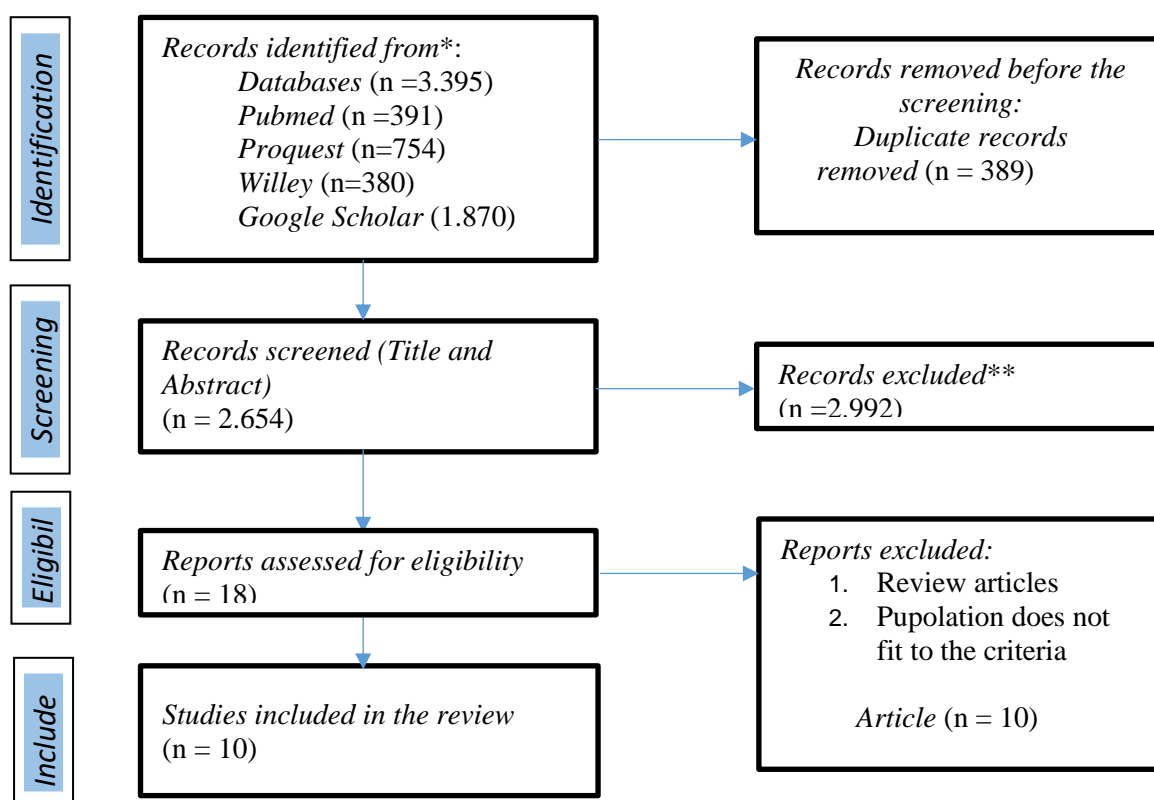 Identification
Records identified from*:
Databases (n =3.395)
Pubmed (n =391)
Proquest (n=754)
Willey (n=380)
Google Scholar (1.870)
Records removed before the
screening:
Duplicate records
removed (n = 389)
Screening
Records screened (Title and
Abstract)
(n = 2.654)
Records excluded**
(n =2.992)
Eligibil
Reports assessed for eligibility
(n = 18)
Reports excluded:
1. Review articles
2. Pupolation does not
fit to the criteria
Article (n = 10)
Include
Studies included in the review
(n = 10)